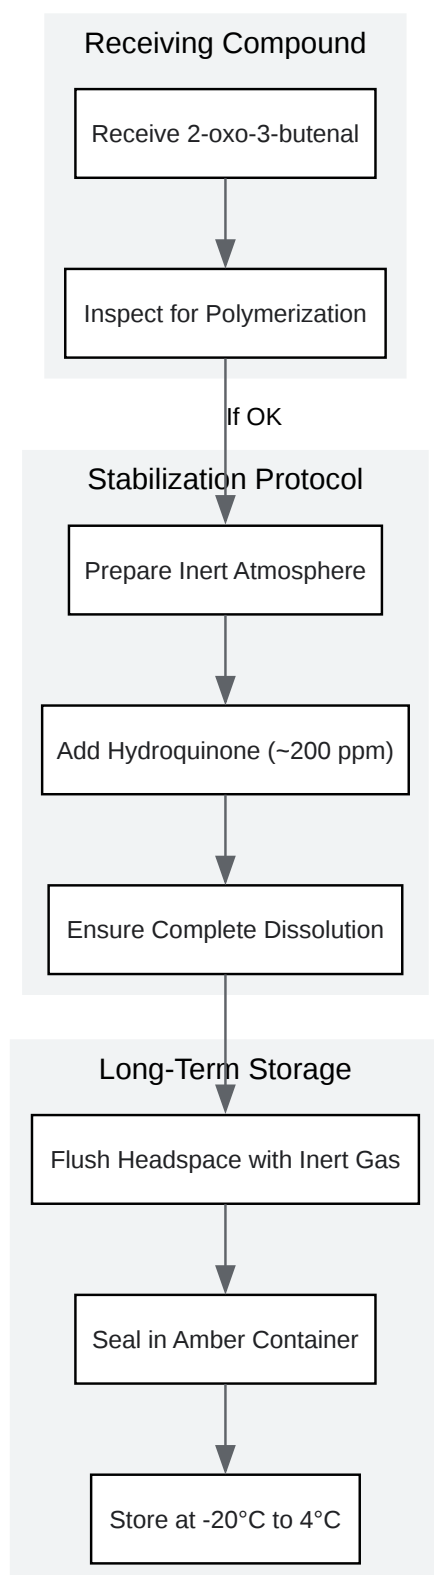 Receiving Compound
Receive 2-oxo-3-butenal
Inspect for Polymerization
If OK
Stabilization Protocol
Prepare Inert Atmosphere
Add Hydroquinone (~200 ppm)
Ensure Complete Dissolution
Long-Term Storage
Flush Headspace with Inert Gas
Seal in Amber Container
Store at -20°C to 4°C